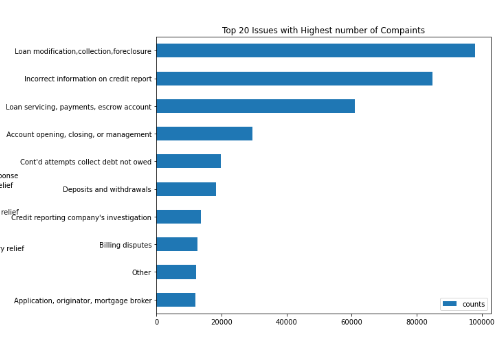 Top 20 Issues with Highest number of Compaints
Loan modification,collection,foreclosure
Incorrect information on credit report
Loan servicing, payments, escrow account
Account opening, closing, or management
Cont'd attempts collect debt not owed
ponse
Deposits and withdrawals
elief
relief
Credit reporting company's investigation
Billing disputes
y relief
Other
Application, originator, mortgage broker
counts
0 20000 40000 60000 80000 100000